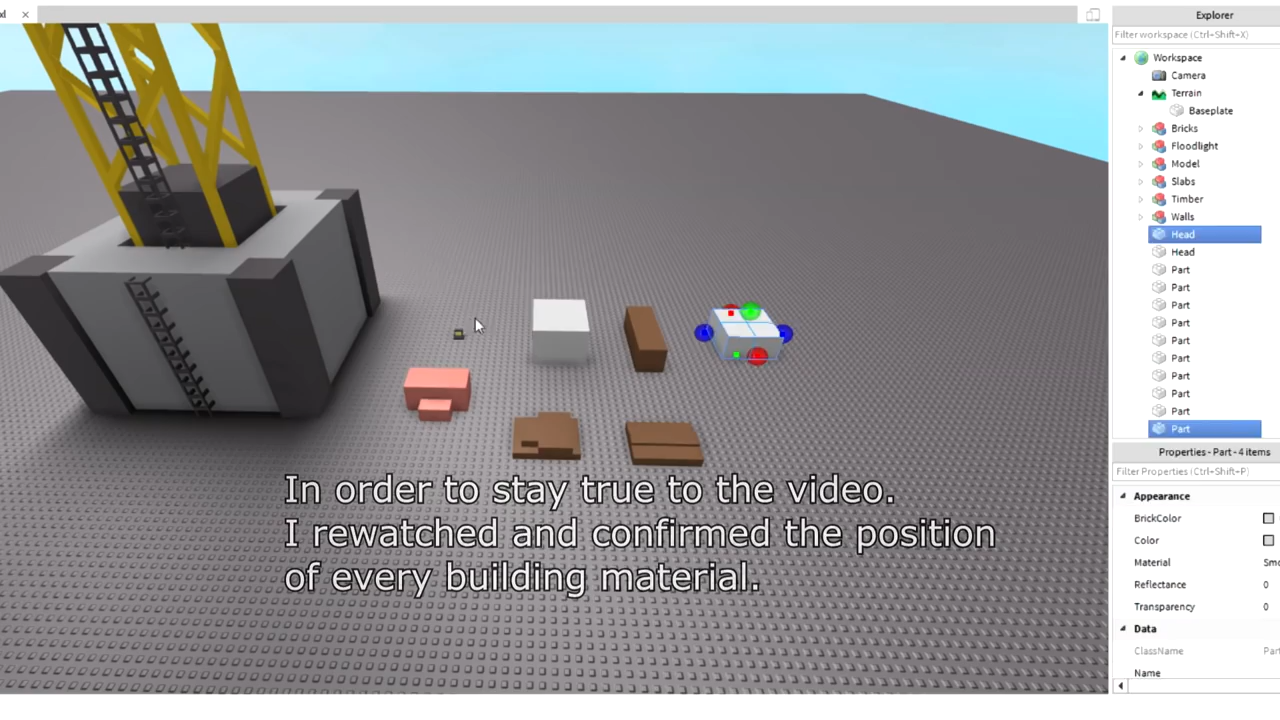 xl
Explorer
Filter workspace (Ctrl+Shift+X)
Workspace
Camera
Terrain
Baseplate
Bricks
Floodlight
Model
Slabs
Timber
Walls
Head
Head
Part
Part
Part
Part
Part
Part
Part
Part
Part
Part
Properties - Part - 4 items
Filter Properties (Ctrl+Shift+P)
Appearance
BrickColor
Color
Material Smo
Reflectance 0
Transparency 0
Data
ClassName Part
Name
In order to stay true to the video.
I rewatched and confirmed the position
of every building material.